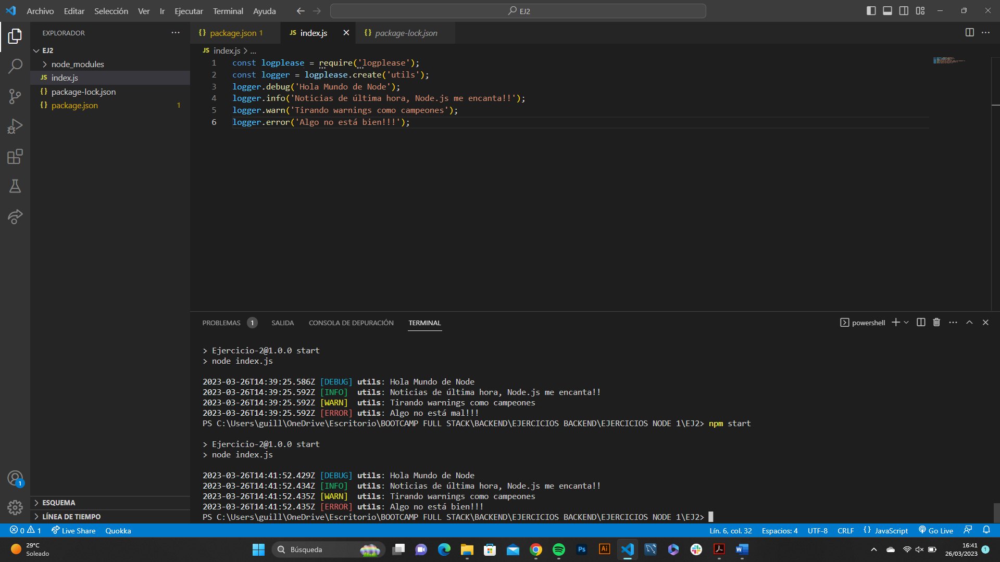 Archivo Editar Selección Ver Ir Ejecutar Terminal Ayuda EJ2
EXPLORADOR
EJ2
node_modules
JS index.js
{} package-lock.json
{} package.json 1
ESQUEMA
LÍNEA DE TIEMPO
{} package.json 1 JS index.js {} package-lock.json
JS index.js > ...
1 const logplease = require('logplease');
2 const logger = logplease.create('utils');
3 logger.debug('Hola Mundo de Node');
4 logger.info('Noticias de última hora, Node.js me encanta!!');
5 logger.warn('Tirando warnings como campeones');
6 logger.error('Algo no está bien!!!');
PROBLEMAS 1 SALIDA CONSOLA DE DEPURACIÓN TERMINAL powershell
> Ejercicio-2@1.0.0 start
> node index.js
2023-03-26T14:39:25.586Z [DEBUG] utils: Hola Mundo de Node
2023-03-26T14:39:25.592Z [INFO]  utils: Noticias de última hora, Node.js me encanta!!
2023-03-26T14:39:25.592Z [WARN]  utils: Tirando warnings como campeones
2023-03-26T14:39:25.592Z [ERROR] utils: Algo no está mal!!!
PS C:\Users\guill\OneDrive\Escritorio\BOOTCAMP FULL STACK\BACKEND\EJERCICIOS BACKEND\EJERCICIOS NODE 1\EJ2> npm start
> Ejercicio-2@1.0.0 start
> node index.js
2023-03-26T14:41:52.429Z [DEBUG] utils: Hola Mundo de Node
2023-03-26T14:41:52.434Z [INFO]  utils: Noticias de última hora, Node.js me encanta!!
2023-03-26T14:41:52.435Z [WARN]  utils: Tirando warnings como campeones
2023-03-26T14:41:52.435Z [ERROR] utils: Algo no está bien!!!
PS C:\Users\guill\OneDrive\Escritorio\BOOTCAMP FULL STACK\BACKEND\EJERCICIOS BACKEND\EJERCICIOS NODE 1\EJ2>
1
0 1 Live Share Quokka Lín. 6, col. 32 Espacios: 4 UTF-8 CRLF {} JavaScript Go Live
29°C
Soleado
Búsqueda
Ps Ai W
16:41
26/03/2023 1